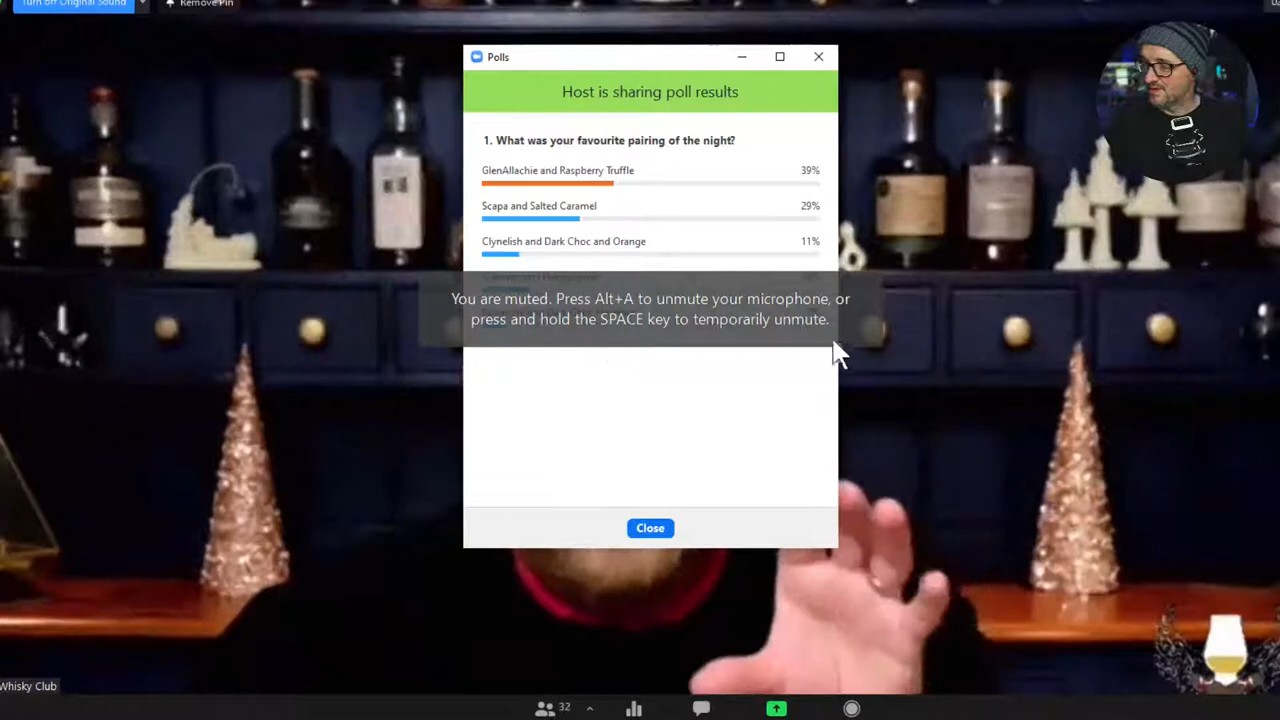 Turn off Original Sound
Remove Pin
Polls
Host is sharing poll results
1. What was your favourite pairing of the night?
GlenAllachie and Raspberry Truffle 39%
Scapa and Salted Caramel 29%
Clynelish and Dark Choc and Orange 11%
You are muted. Press Alt+A to unmute your microphone, or
press and hold the SPACE key to temporarily unmute.
Close
Whisky Club
32